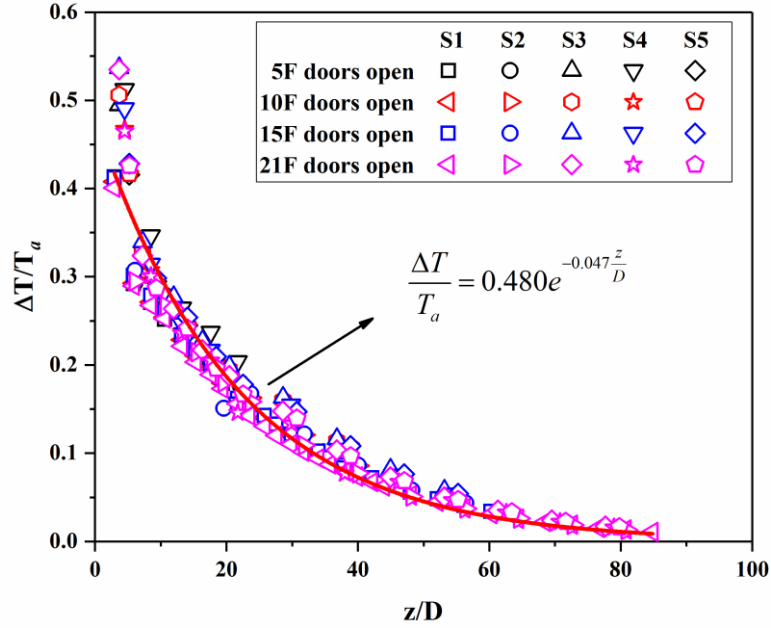 0.6
0.5
0.4
0.3
0.2
0.1
0.0
ΔT/Tₐ
S1 S2 S3 S4 S5
5F doors open
10F doors open
15F doors open
21F doors open
ΔT/Tₐ = 0.480e^(-0.047 z/D)
0 20 40 60 80 100
z/D